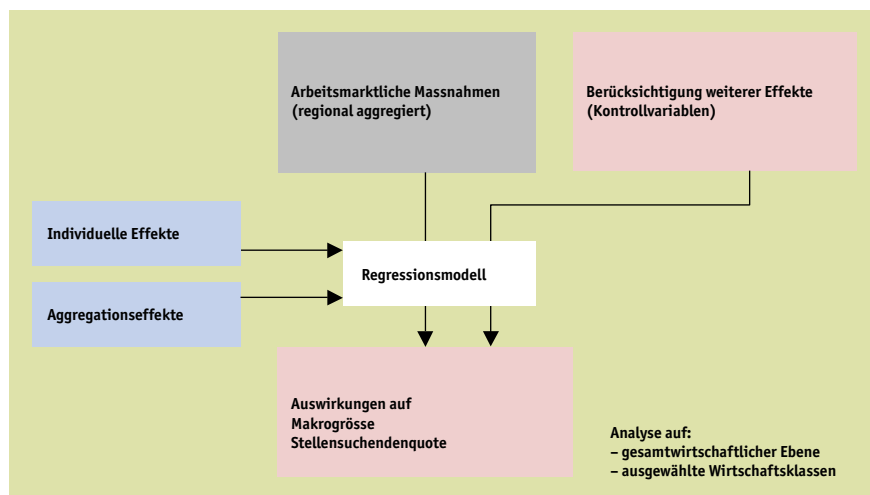 Arbeitsmarktliche Massnahmen
(regional aggregiert)
Berücksichtigung weiterer Effekte
(Kontrollvariablen)
Individuelle Effekte
Aggregationseffekte
Regressionsmodell
Auswirkungen auf
Makrogrösse
Stellensuchendenquote
Analyse auf:
– gesamtwirtschaftlicher Ebene
– ausgewählte Wirtschaftsklassen